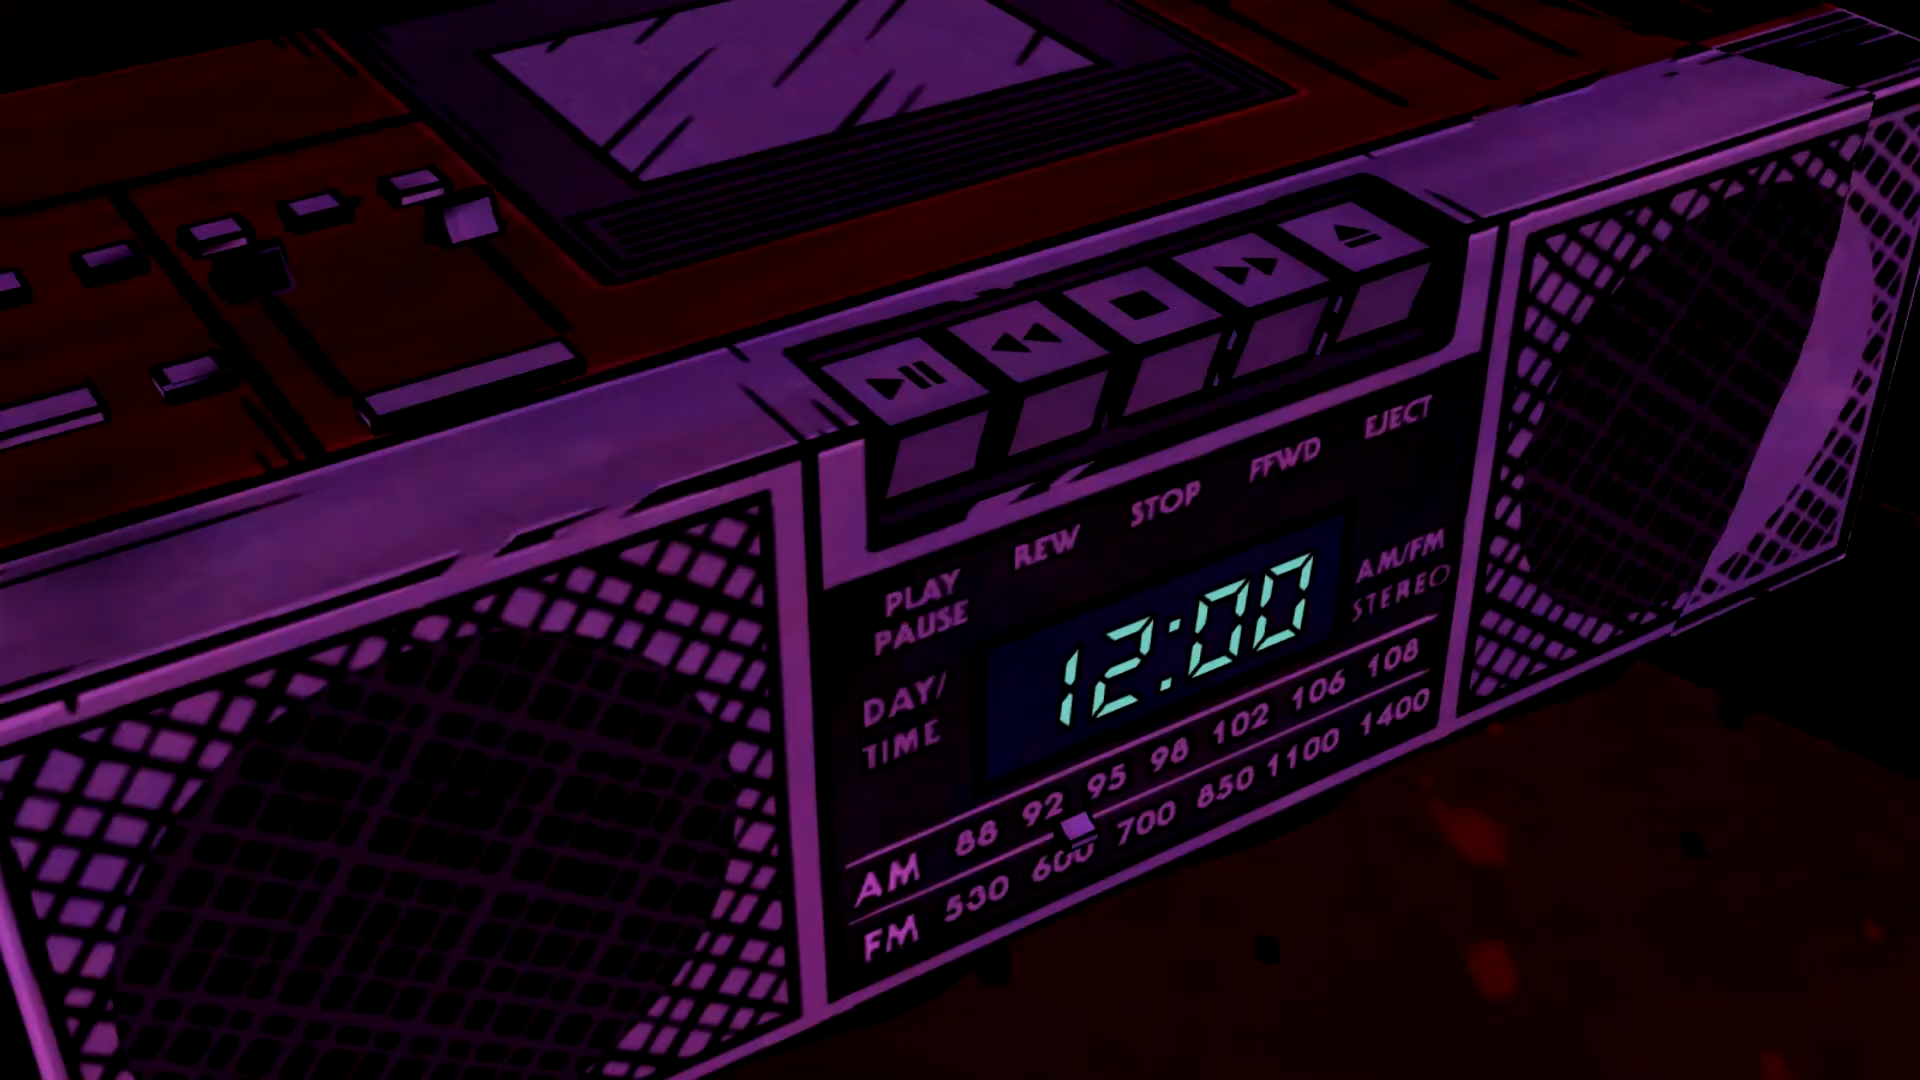 PLAY
PAUSE
REW
STOP
FFWD
EJECT
DAY/
TIME
12:00
AM/FM
STEREO
AM 88 92 95 98 102 106 108
FM 530 600 700 850 1100 1400